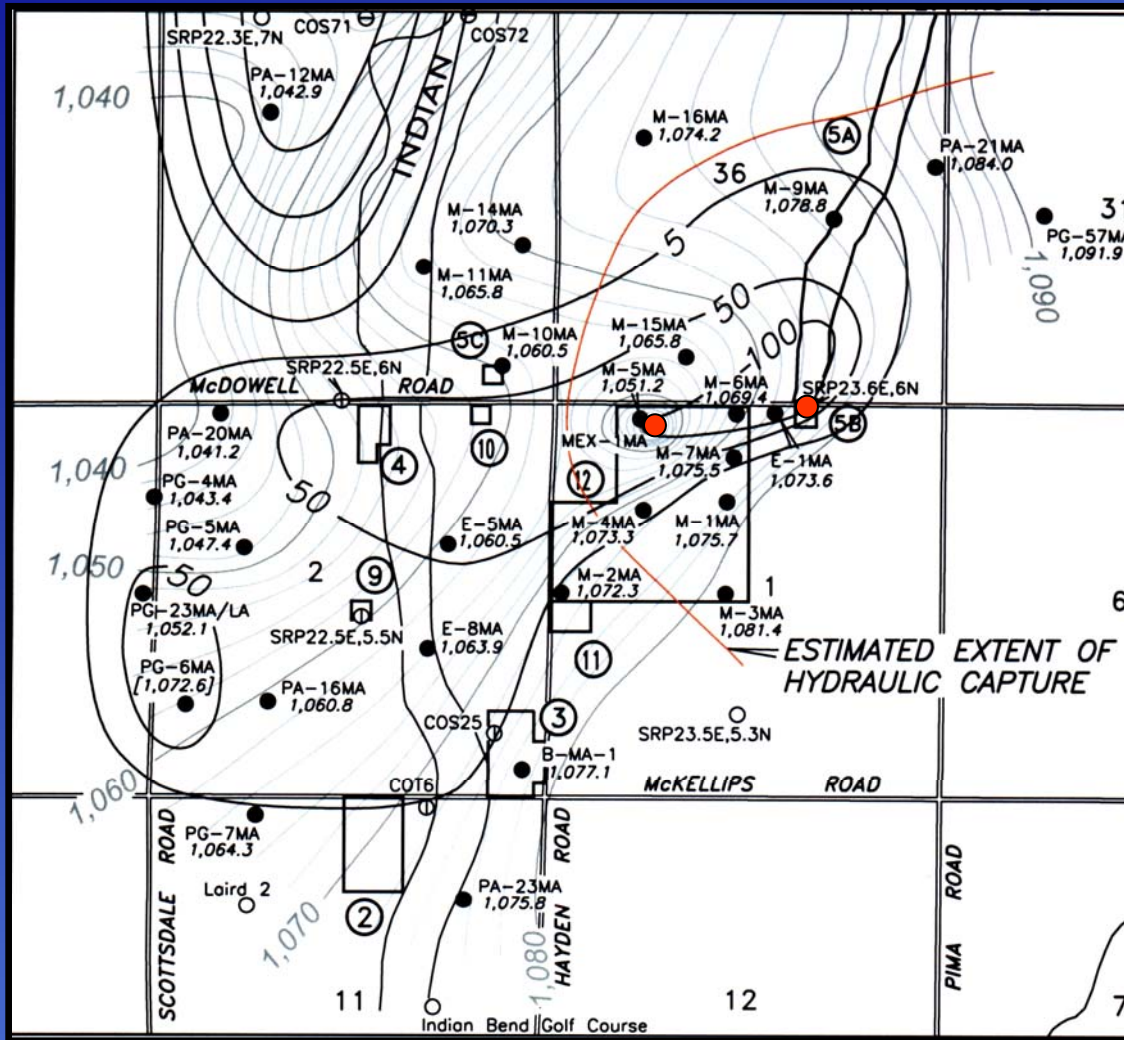 SRP22.3E,7N
COS71
COS72
PA-12MA
1,042.9
1,040
INDIAN
M-16MA
1,074.2
5A
PA-21MA
1,084.0
36
M-9MA
1,078.8
31
M-14MA
1,070.3
5
PG-57MA
1,091.9
M-11MA
1,065.8
1,090
50
M-15MA
1,065.8
100
5C
M-10MA
1,060.5
M-5MA
1,051.2
M-6MA
1,069.4
SRP22.5E,6N
SRP23.6E,6N
McDOWELL ROAD
PA-20MA
1,041.2
10
MEX-1MA
5B
M-7MA
1,075.5
E-1MA
1,073.6
1,040
4
12
PG-4MA
1,043.4
50
M-4MA
1,073.3
M-1MA
1,075.7
PG-5MA
1,047.4
E-5MA
1,060.5
1,050
50
2
9
M-2MA
1,072.3
1
PG-23MA/LA
1,052.1
M-3MA
1,081.4
6
SRP22.5E,5.5N
E-8MA
1,063.9
11
ESTIMATED EXTENT OF
HYDRAULIC CAPTURE
PG-6MA
[1,072.6]
PA-16MA
1,060.8
COS25
3
SRP23.5E,5.3N
B-MA-1
1,077.1
1,060
COT6
McKELLIPS ROAD
PG-7MA
1,064.3
SCOTTSDALE ROAD
HAYDEN ROAD
PIMA ROAD
Laird 2
2
PA-23MA
1,075.8
1,070
1,080
11
12
7
Indian Bend Golf Course